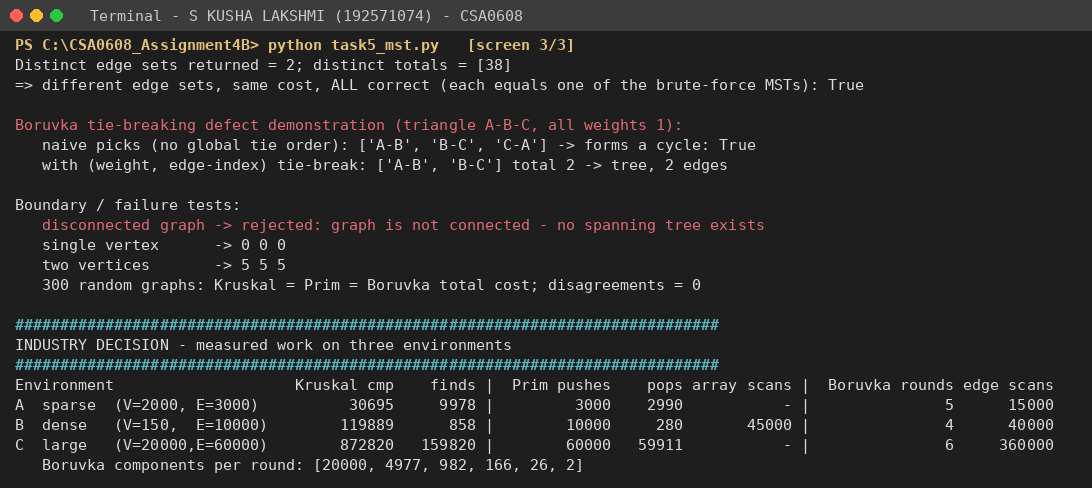 Terminal - S KUSHA LAKSHMI (192571074) - CSA0608
PS C:\CSA0608_Assignment4B> python task5_mst.py   [screen 3/3]
Distinct edge sets returned = 2; distinct totals = [38]
=> different edge sets, same cost, ALL correct (each equals one of the brute-force MSTs): True
Boruvka tie-breaking defect demonstration (triangle A-B-C, all weights 1):
   naive picks (no global tie order): ['A-B', 'B-C', 'C-A'] -> forms a cycle: True
   with (weight, edge-index) tie-break: ['A-B', 'B-C'] total 2 -> tree, 2 edges
Boundary / failure tests:
   disconnected graph -> rejected: graph is not connected - no spanning tree exists
   single vertex      -> 0 0 0
   two vertices       -> 5 5 5
   300 random graphs: Kruskal = Prim = Boruvka total cost; disagreements = 0
##############################################################################
INDUSTRY DECISION - measured work on three environments
##############################################################################
Environment                    Kruskal cmp    finds |  Prim pushes    pops array scans |  Boruvka rounds edge scans
A  sparse  (V=2000, E=3000)          30695     9978 |         3000    2990           - |               5      15000
B  dense   (V=150,  E=10000)        119889      858 |        10000     280       45000 |               4      40000
C  large   (V=20000,E=60000)        872820   159820 |        60000   59911           - |               6     360000
   Boruvka components per round: [20000, 4977, 982, 166, 26, 2]